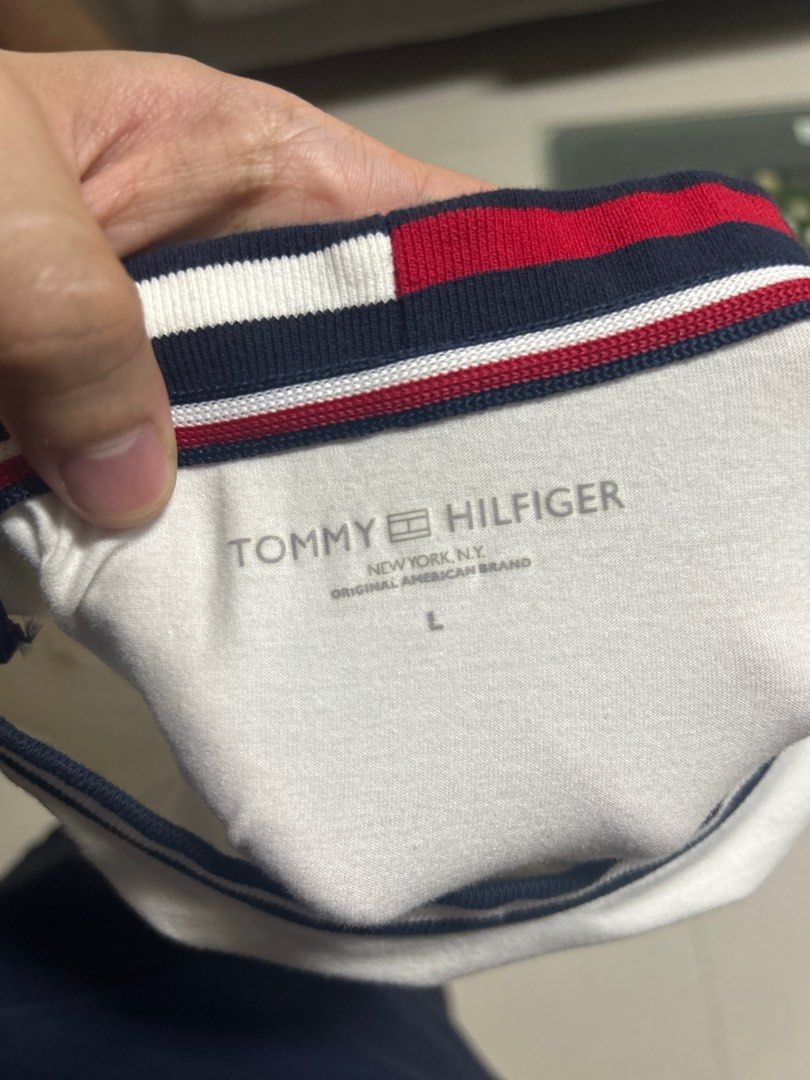 TOMMY HILFIGER
NEW YORK, N.Y.
ORIGINAL AMERICAN BRAND
L